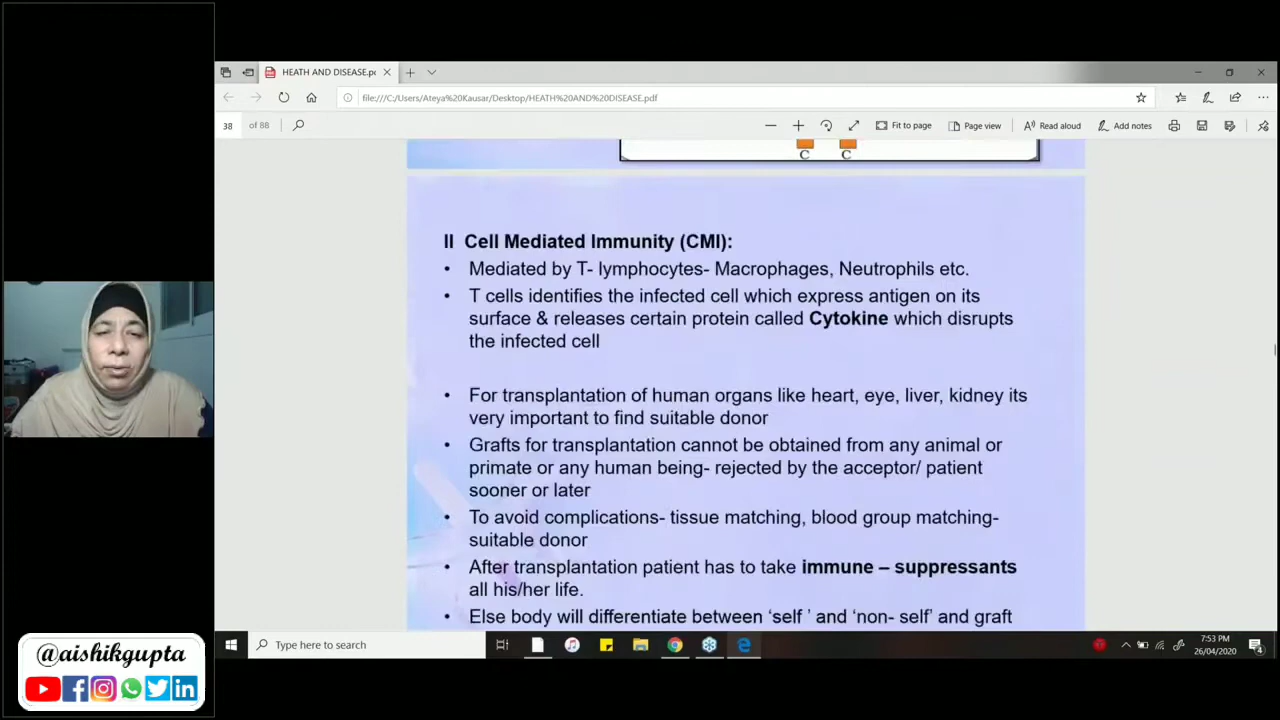 HEATH AND DISEASE.pc
file:///C:/Users/Ateya%20Kausar/Desktop/HEATH%20AND%20DISEASE.pdf
38 of 88
Fit to page
Page view
Read aloud
Add notes
C C
II Cell Mediated Immunity (CMI):
• Mediated by T- lymphocytes- Macrophages, Neutrophils etc.
• T cells identifies the infected cell which express antigen on its
surface & releases certain protein called Cytokine which disrupts
the infected cell
• For transplantation of human organs like heart, eye, liver, kidney its
very important to find suitable donor
• Grafts for transplantation cannot be obtained from any animal or
primate or any human being- rejected by the acceptor/ patient
sooner or later
• To avoid complications- tissue matching, blood group matching-
suitable donor
• After transplantation patient has to take immune – suppressants
all his/her life.
• Else body will differentiate between ‘self ’ and ‘non- self’ and graft
@aishikgupta
Type here to search
7:53 PM
26/04/2020